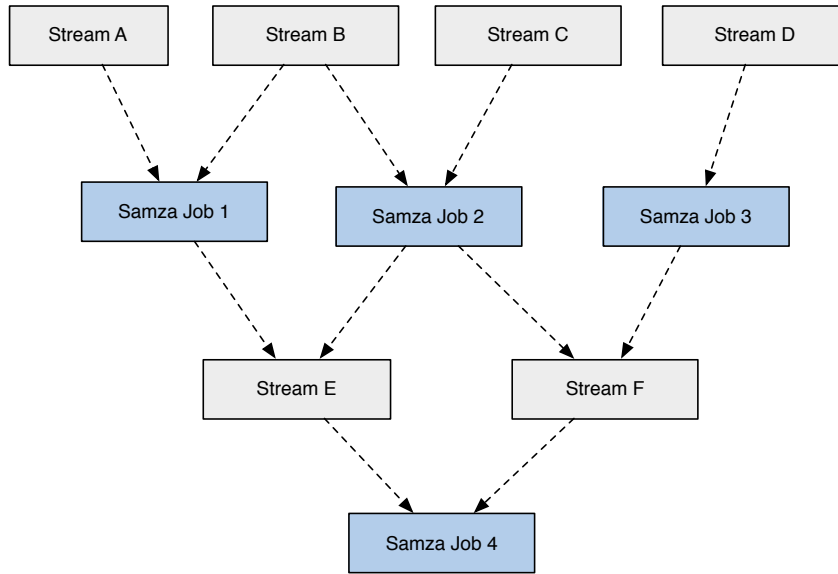 Stream A
Stream B
Stream C
Stream D
Samza Job 1
Samza Job 2
Samza Job 3
Stream E
Stream F
Samza Job 4